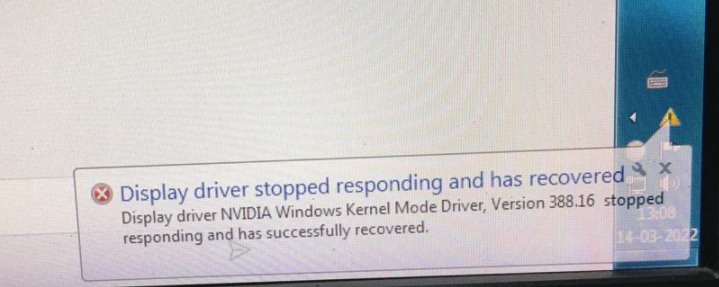 Display driver stopped responding and has recovered
Display driver NVIDIA Windows Kernel Mode Driver, Version 388.16 stopped
responding and has successfully recovered.
13:08
14-03-2022